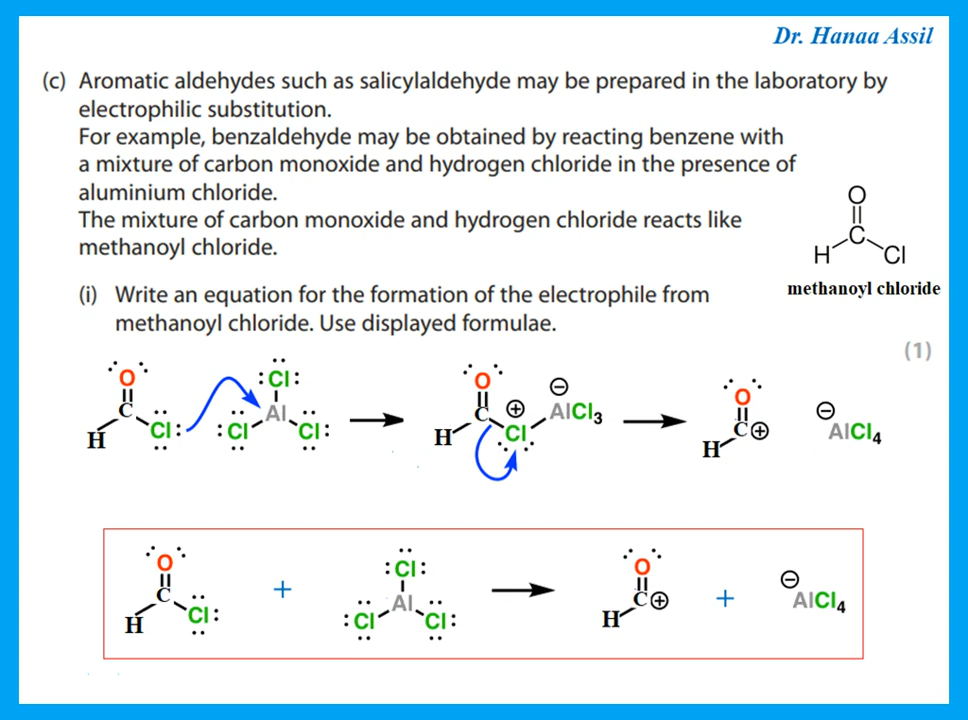 Dr. Hanaa Assil
(c) Aromatic aldehydes such as salicylaldehyde may be prepared in the laboratory by
electrophilic substitution.
For example, benzaldehyde may be obtained by reacting benzene with
a mixture of carbon monoxide and hydrogen chloride in the presence of
aluminium chloride.
The mixture of carbon monoxide and hydrogen chloride reacts like
methanoyl chloride.
O
C
H Cl
methanoyl chloride
(i) Write an equation for the formation of the electrophile from
methanoyl chloride. Use displayed formulae.
(1)
O Cl O ⊖ O ⊖
C Al C ⊕ AlCl3 C⊕ AlCl4
H Cl Cl Cl H Cl H
O Cl O ⊖
C + Al C⊕ + AlCl4
H Cl Cl Cl H